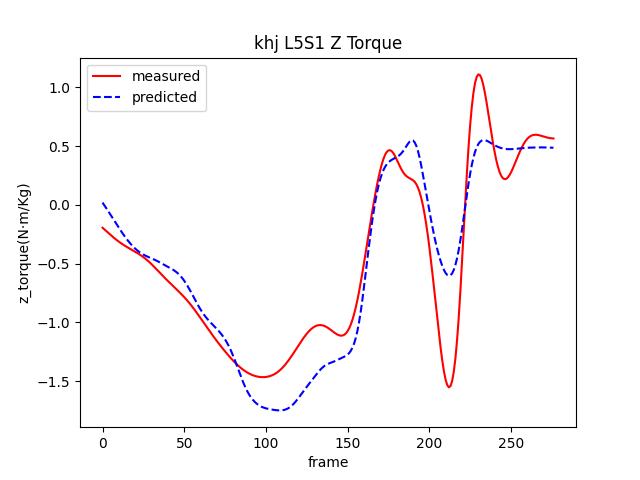 khj L5S1 Z Torque
measured
predicted
1.0
0.5
0.0
−0.5
−1.0
−1.5
z_torque(N·m/Kg)
0 50 100 150 200 250
frame